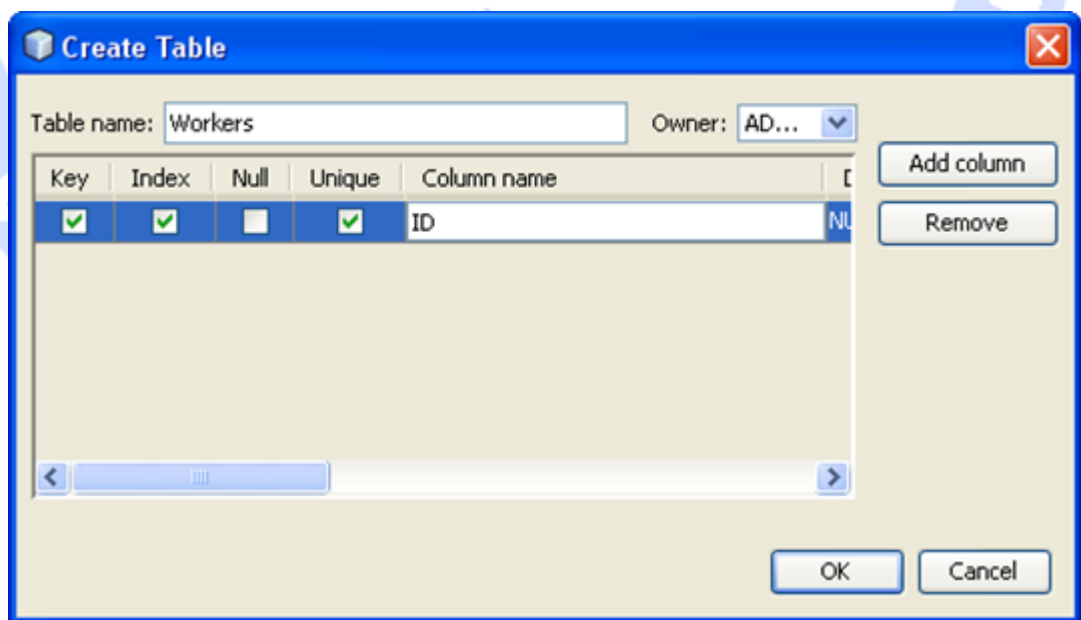 Create Table
Table name: Workers Owner: AD...
Add column
Key Index Null Unique Column name
ID
Remove
OK Cancel